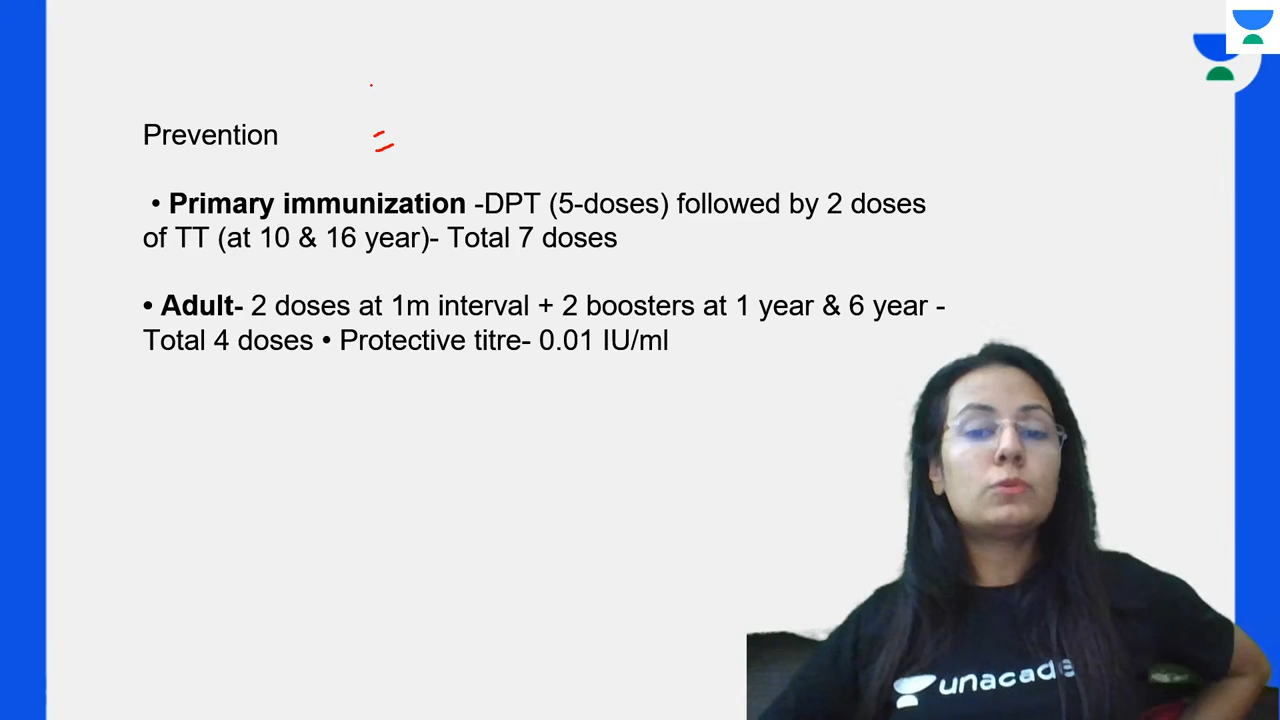 Prevention
• Primary immunization -DPT (5-doses) followed by 2 doses
of TT (at 10 & 16 year)- Total 7 doses
• Adult- 2 doses at 1m interval + 2 boosters at 1 year & 6 year -
Total 4 doses • Protective titre- 0.01 IU/ml
unacade